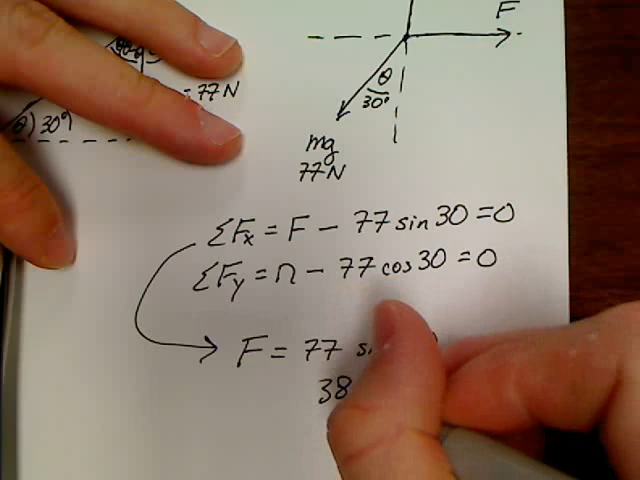 F
θ
30°
= 77N
θ) 30°
mg
77N
ΣFx = F - 77 sin 30 = 0
ΣFy = n - 77 cos 30 = 0
F = 77
38